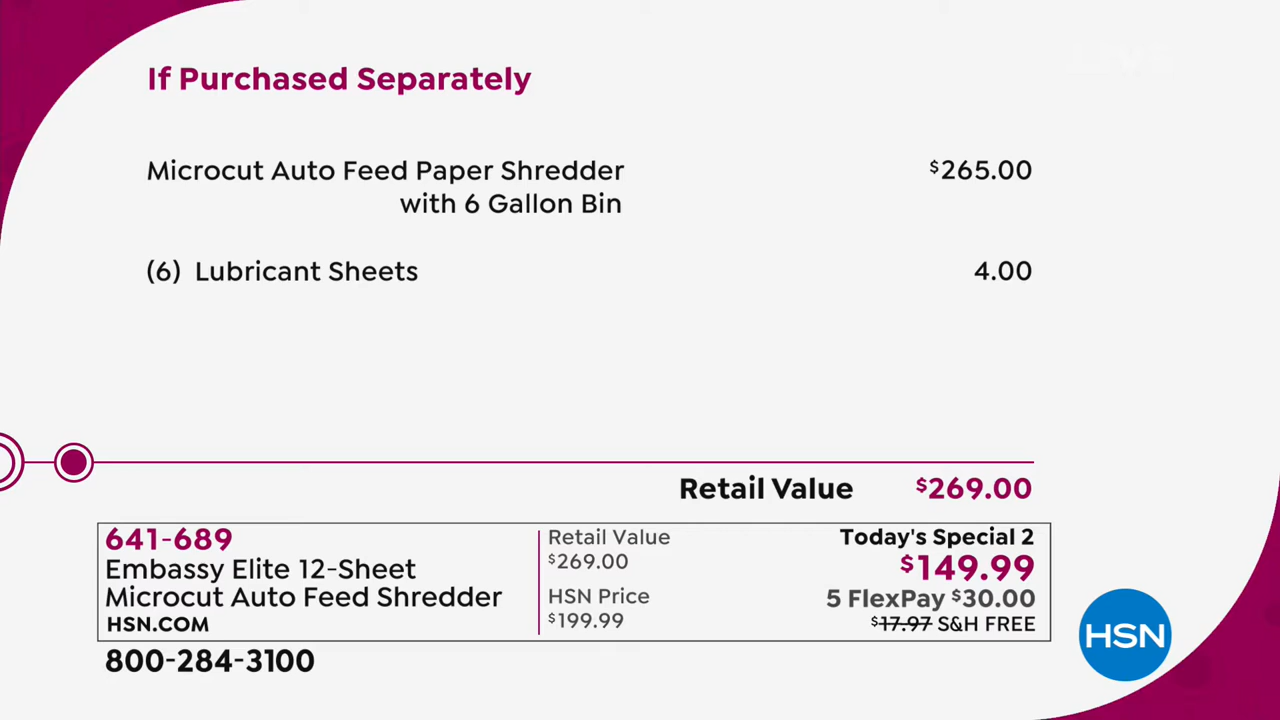 If Purchased Separately
Microcut Auto Feed Paper Shredder $265.00
with 6 Gallon Bin
(6) Lubricant Sheets 4.00
Retail Value $269.00
641-689
Embassy Elite 12-Sheet
Microcut Auto Feed Shredder
HSN.COM
Retail Value
$269.00
HSN Price
$199.99
Today's Special 2
$149.99
5 FlexPay $30.00
$17.97 S&H FREE
800-284-3100
HSN